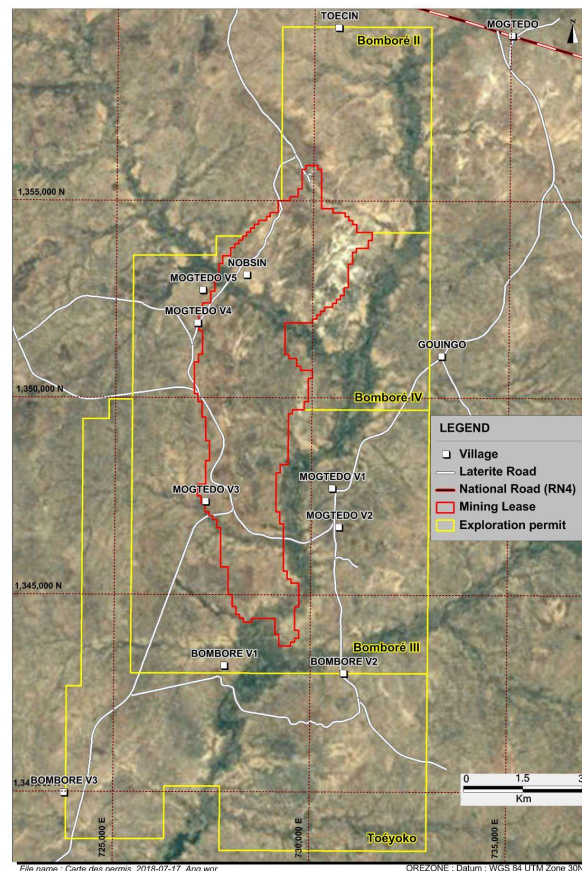 TOECIN
MOGTEDO
Bomboré II
1,355,000 N
NOBSIN
MOGTEDO V5
MOGTEDO V4
GOUINGO
1,350,000 N
Bomboré IV
LEGEND
Village
Laterite Road
National Road (RN4)
Mining Lease
Exploration permit
MOGTEDO V1
MOGTEDO V3
MOGTEDO V2
1,345,000 N
Bomboré III
BOMBORE V1
BOMBORE V2
BOMBORE V3
0 1.5 3
Km
Toéyoko
725,000 E
730,000 E
735,000 E
File name : Carte des permis_2018-07-17_Ang.wor
OREZONE : Datum : WGS 84 UTM Zone 30N